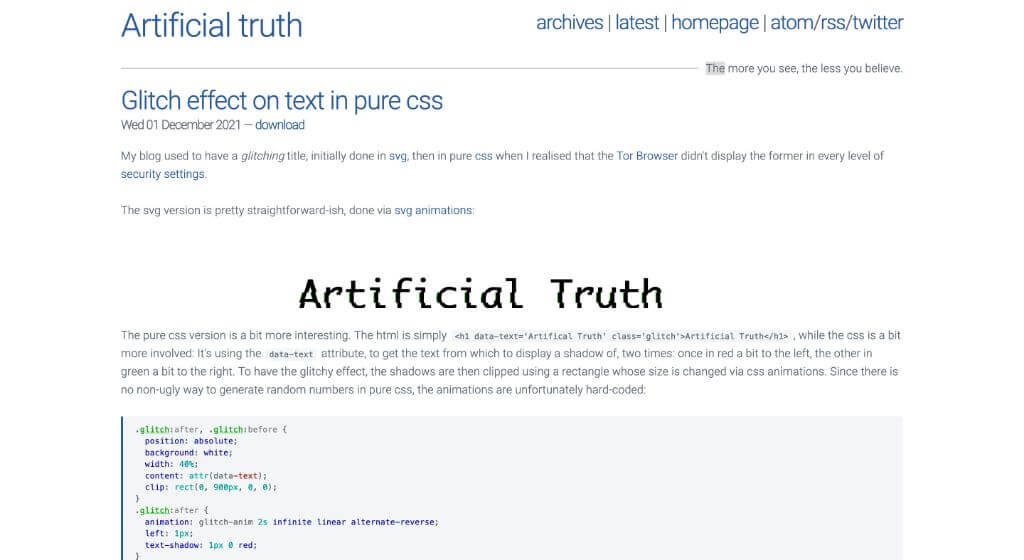 Artificial truth
archives | latest | homepage | atom/rss/twitter
The more you see, the less you believe.
Glitch effect on text in pure css
Wed 01 December 2021 — download
My blog used to have a glitching title, initially done in svg, then in pure css when I realised that the Tor Browser didn't display the former in every level of
security settings.
The svg version is pretty straightforward-ish, done via svg animations:
Artificial Truth
The pure css version is a bit more interesting. The html is simply <h1 data-text='Artifical Truth' class='glitch'>Artificial Truth</h1> , while the css is a bit
more involved: It's using the data-text attribute, to get the text from which to display a shadow of, two times: once in red a bit to the left, the other in
green a bit to the right. To have the glitchy effect, the shadows are then clipped using a rectangle whose size is changed via css animations. Since there is
no non-ugly way to generate random numbers in pure css, the animations are unfortunately hard-coded:
.glitch:after, .glitch:before {
position: absolute;
background: white;
width: 40%;
content: attr(data-text);
clip: rect(0, 900px, 0, 0);
}
.glitch:after {
animation: glitch-anim 2s infinite linear alternate-reverse;
left: 1px;
text-shadow: 1px 0 red;
}